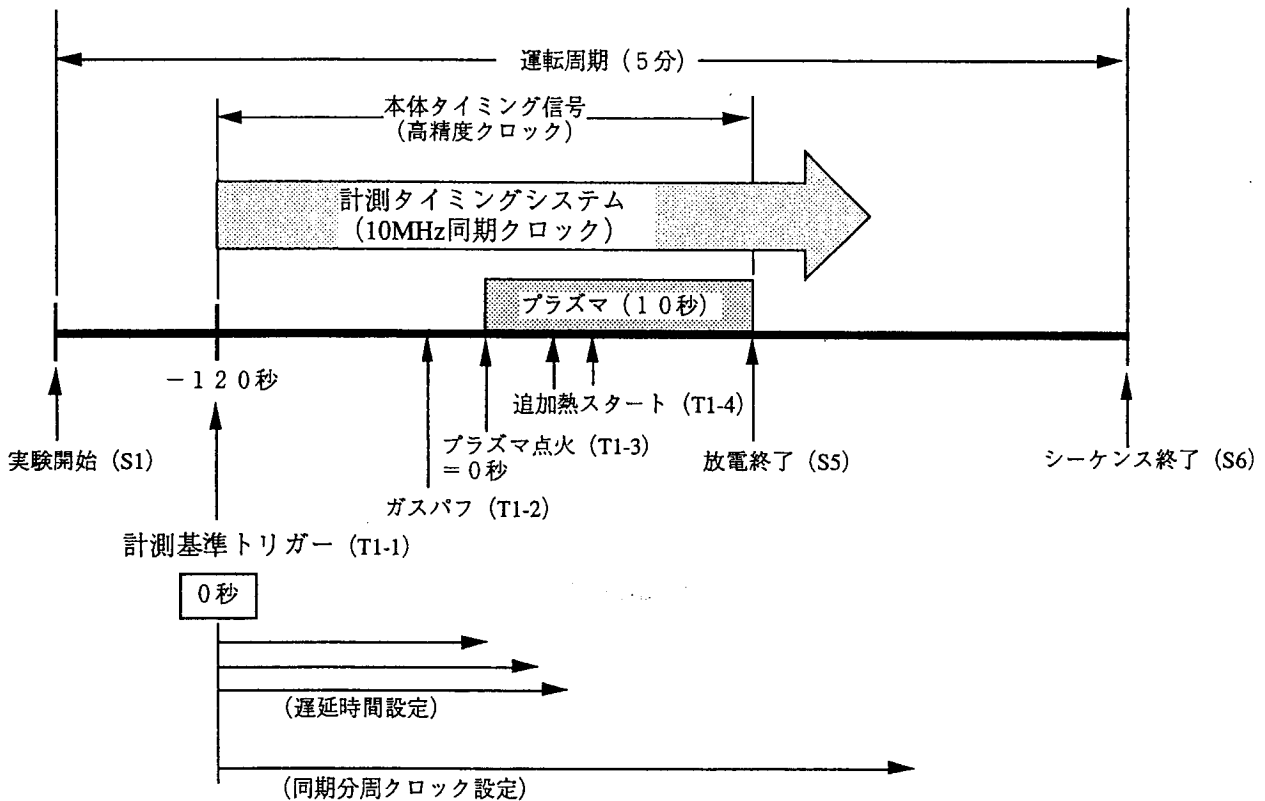 運転周期（５分）
本体タイミング信号
（高精度クロック）
計測タイミングシステム
（10MHz同期クロック）
プラズマ（１０秒）
－１２０秒
追加熱スタート（T1-4）
実験開始（S1）
プラズマ点火（T1-3）
＝０秒
放電終了（S5）
シーケンス終了（S6）
ガスパフ（T1-2）
計測基準トリガー（T1-1）
０秒
（遅延時間設定）
（同期分周クロック設定）